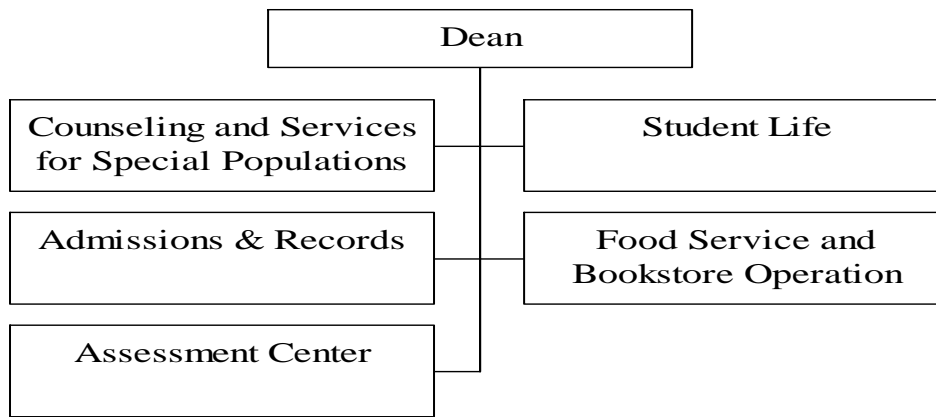 Dean
Counseling and Services
for Special Populations
Student Life
Admissions & Records
Food Service and
Bookstore Operation
Assessment Center